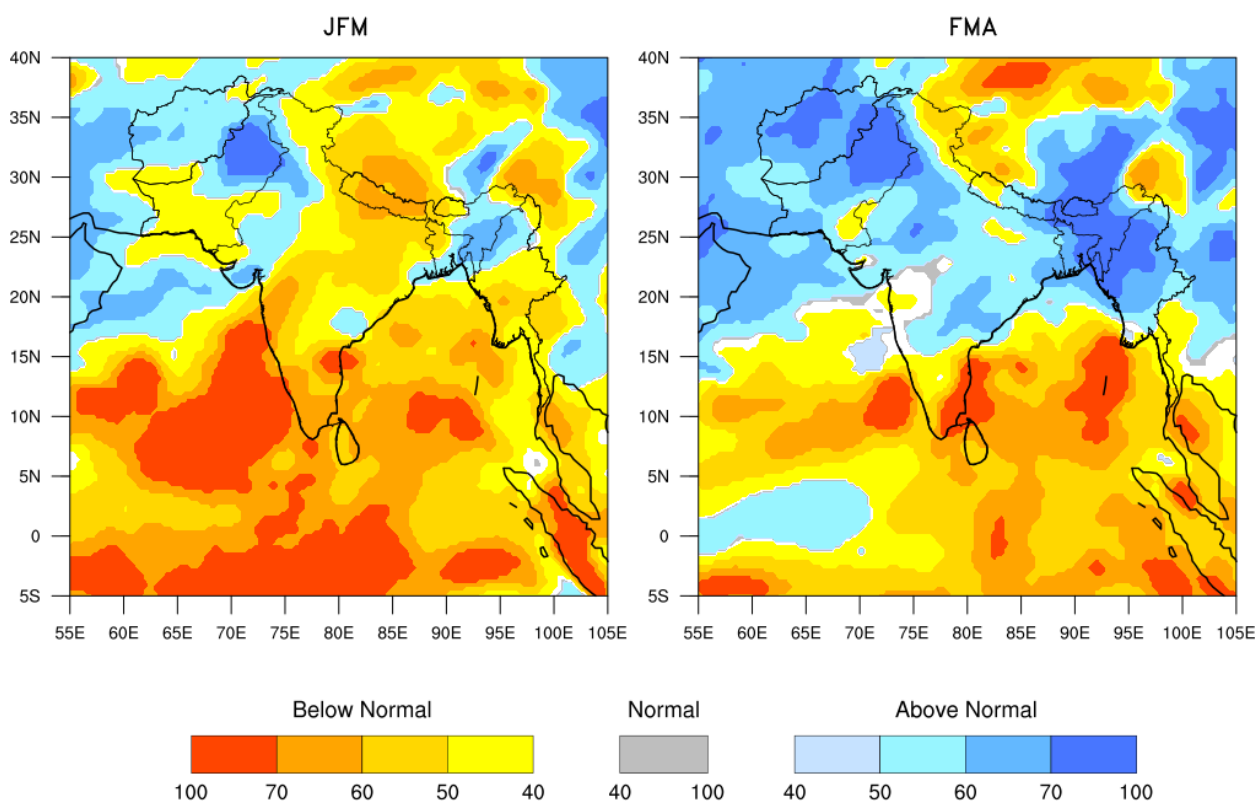 JFM FMA
40N 40N
35N 35N
30N 30N
25N 25N
20N 20N
15N 15N
10N 10N
5N 5N
0 0
5S 5S
55E 60E 65E 70E 75E 80E 85E 90E 95E 100E 105E 55E 60E 65E 70E 75E 80E 85E 90E 95E 100E 105E
Below Normal Normal Above Normal
100 70 60 50 40 40 100 40 50 60 70 100